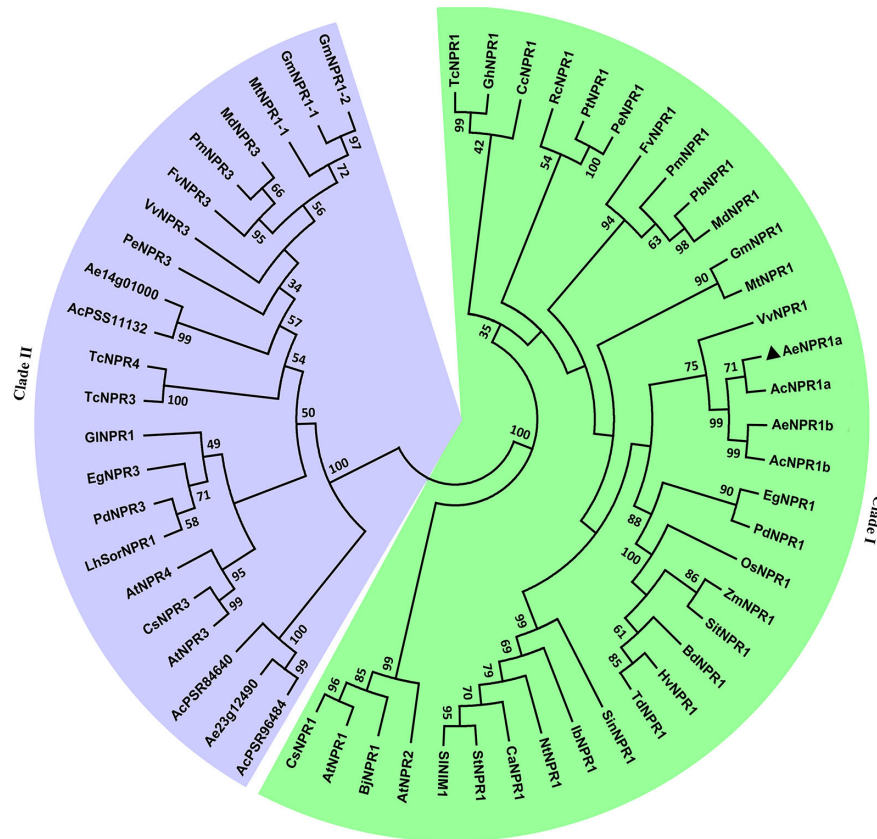 TcNPR1
GhNPR1
CcNPR1
RcNPR1
PtNPR1
PeNPR1
FvNPR1
PmNPR1
PbNPR1
MdNPR1
GmNPR1
MtNPR1
VvNPR1
AeNPR1a
AcNPR1a
AeNPR1b
AcNPR1b
EgNPR1
PdNPR1
OsNPR1
ZmNPR1
SitNPR1
BdNPR1
HvNPR1
TdNPR1
SinNPR1
IbNPR1
NtNPR1
CaNPR1
StNPR1
SlNIM1
AtNPR2
BjNPR1
AtNPR1
CsNPR1
AcPSR96484
Ae23g12490
AcPSR84640
AtNPR3
CsNPR3
AtNPR4
LhSorNPR1
PdNPR3
EgNPR3
GlNPR1
TcNPR3
TcNPR4
AcPSS11132
Ae14g01000
PeNPR3
VvNPR3
FvNPR3
PmNPR3
MdNPR3
MtNPR1-1
GmNPR1-1
GmNPR1-2
Clade II
Clade I
99
42
54
100
94
63
98
90
75
71
99
99
90
88
100
86
61
85
99
69
79
70
95
99
85
96
100
35
100
99
100
50
99
95
49
71
58
54
100
57
99
34
56
95
66
72
97